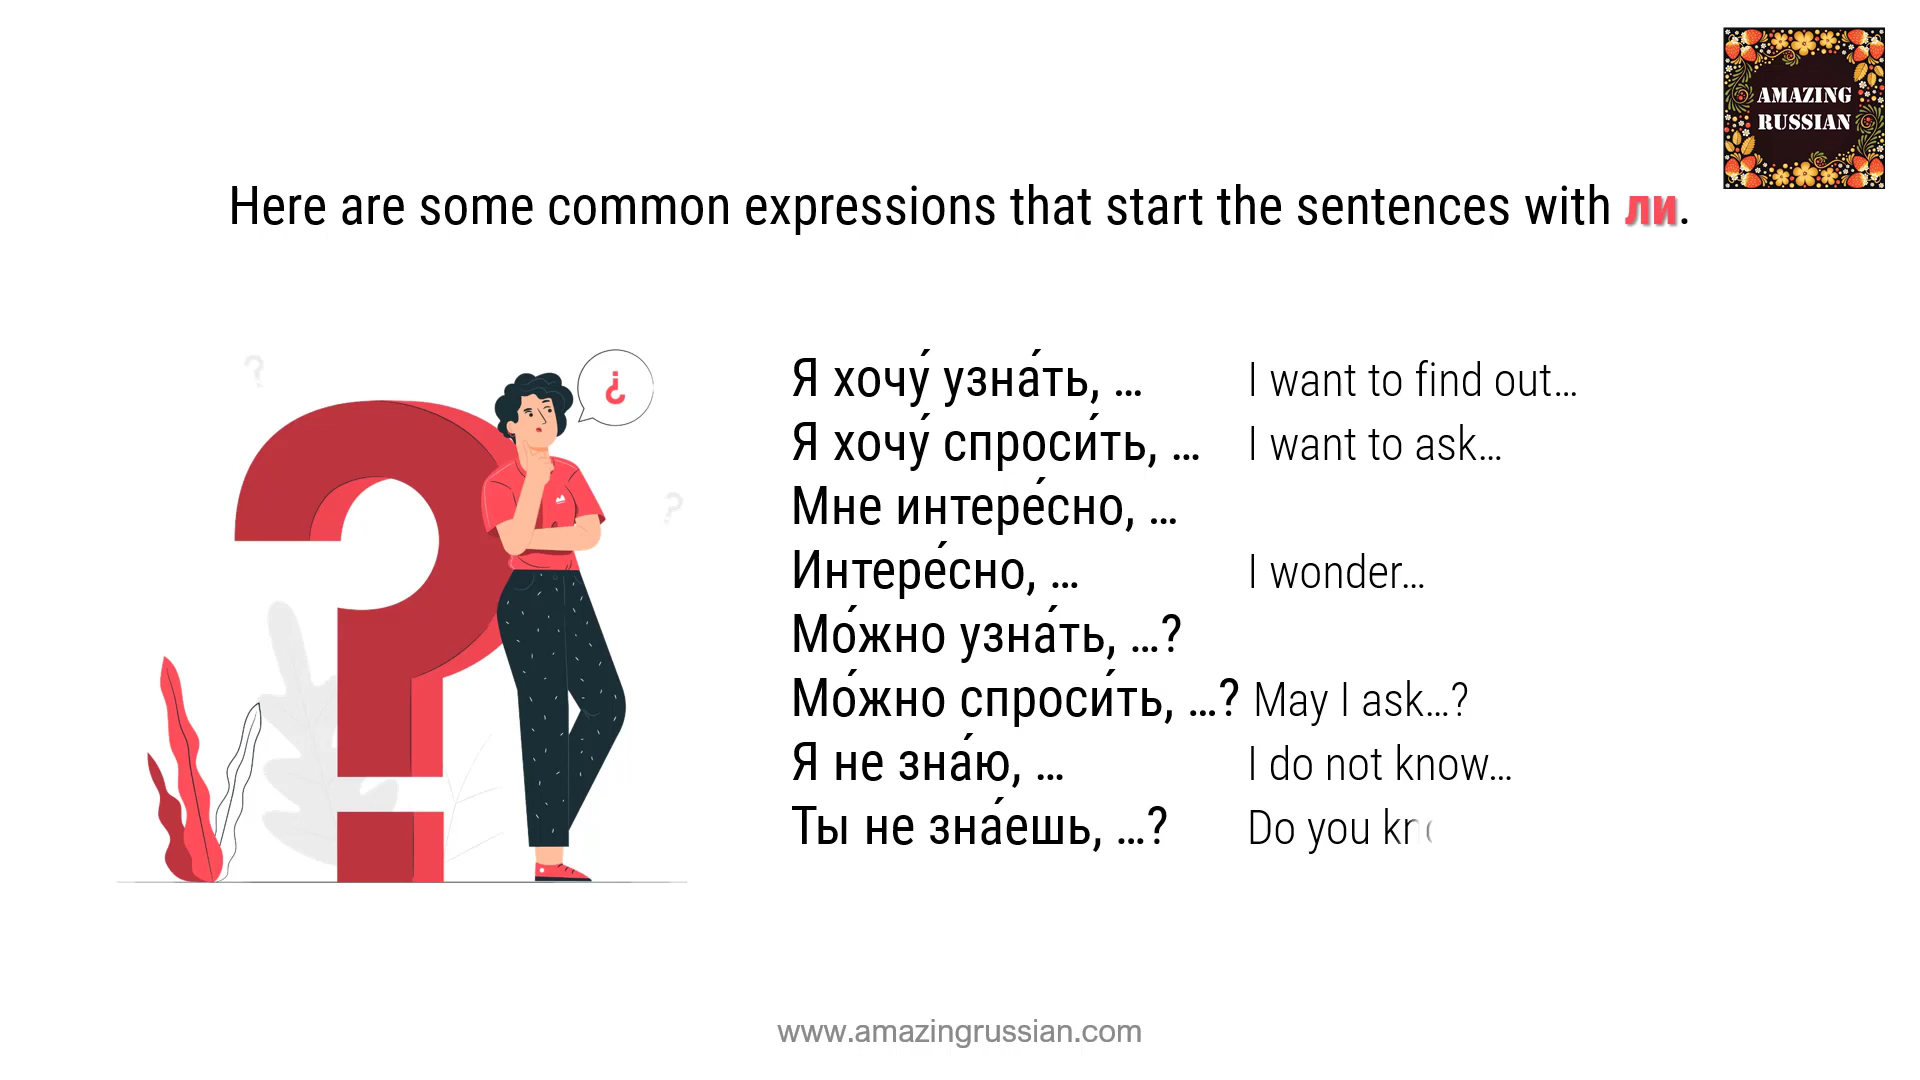 AMAZING
RUSSIAN
Here are some common expressions that start the sentences with ли.
¿
?
?
Я хочу́ узна́ть, ... I want to find out...
Я хочу́ спроси́ть, ... I want to ask...
Мне интере́сно, ...
Интере́сно, ... I wonder...
Мо́жно узна́ть, ...?
Мо́жно спроси́ть, ...? May I ask...?
Я не зна́ю, ... I do not know...
Ты не зна́ешь, ...? Do you
www.amazingrussian.com